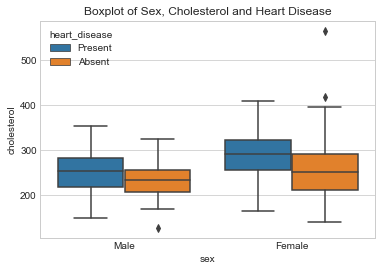 Boxplot of Sex, Cholesterol and Heart Disease
heart_disease
Present
Absent
500
400
300
200
cholesterol
Male
Female
sex